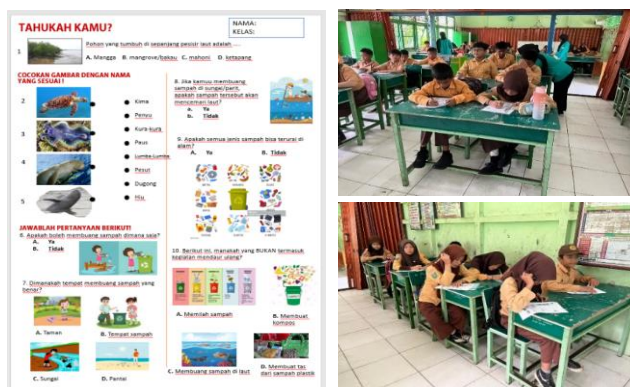 TAHUKAH KAMU?
NAMA:
KELAS:
1
Pohon yang tumbuh di sepanjang pesisir laut adalah.....
A. Mangga B. mangrove/bakau C. mahoni D. ketapang
COCOKAN GAMBAR DENGAN NAMA
YANG SESUAI !
2
3
4
5
Kima
Penyu
Kura-kura
Paus
Lumba-lumba
Pesut
Dugong
Hiu
JAWABLAH PERTANYAAN BERIKUT!
6. Apakah boleh membuang sampah dimana saja?
A. Ya
B. Tidak
7. Dimanakah tempat membuang sampah yang
benar?
A. Taman
B. Tempat sampah
C. Sungai
D. Pantai
8. Jika kamuu membuang
sampah di sungai/parit,
apakah sampah tersebut akan
mencemari laut?
a. Ya
b. Tidak
9. Apakah semua jenis sampah bisa terurai di
alam?
A. Ya
B. Tidak
10. Berikut ini, manakah yang BUKAN termasuk
kegiatan mendaur ulang?
A. Memilah sampah
B. Membuat
kompos
C. Membuang sampah di laut
D. Membuat tas
dari sampah plastik